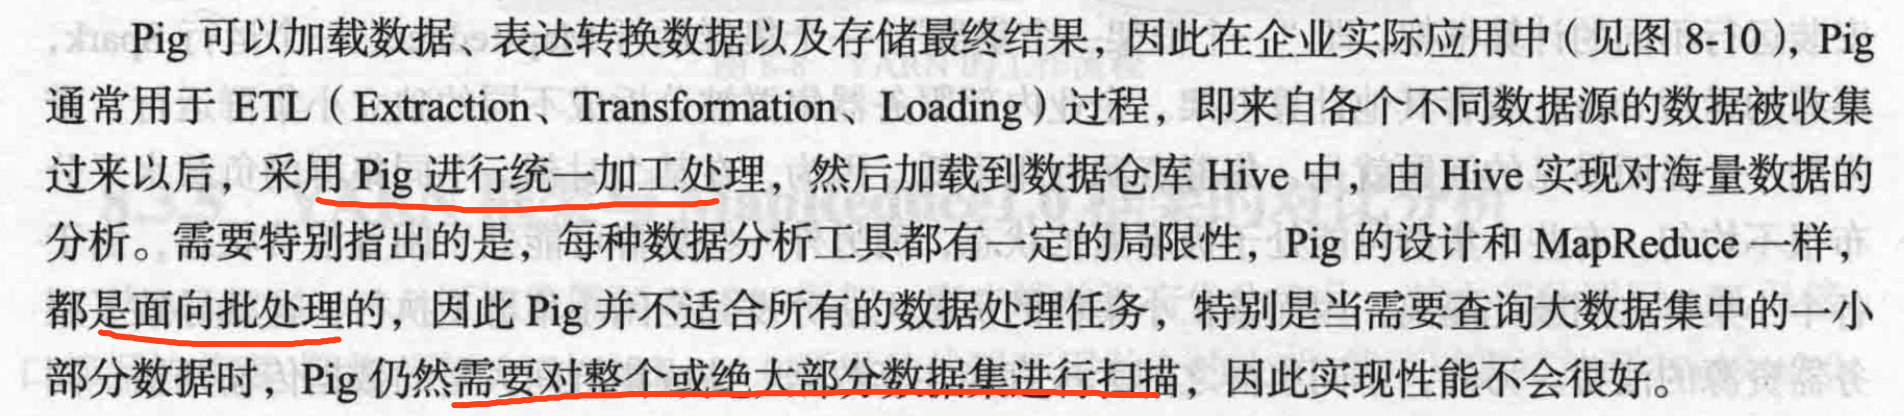 Pig 可以加载数据、表达转换数据以及存储最终结果，因此在企业实际应用中（见图 8-10），Pig
通常用于 ETL（Extraction、Transformation、Loading）过程，即来自各个不同数据源的数据被收集
过来以后，采用 Pig 进行统一加工处理，然后加载到数据仓库 Hive 中，由 Hive 实现对海量数据的
分析。需要特别指出的是，每种数据分析工具都有一定的局限性，Pig 的设计和 MapReduce 一样，
都是面向批处理的，因此 Pig 并不适合所有的数据处理任务，特别是当需要查询大数据集中的一小
部分数据时，Pig 仍然需要对整个或绝大部分数据集进行扫描，因此实现性能不会很好。